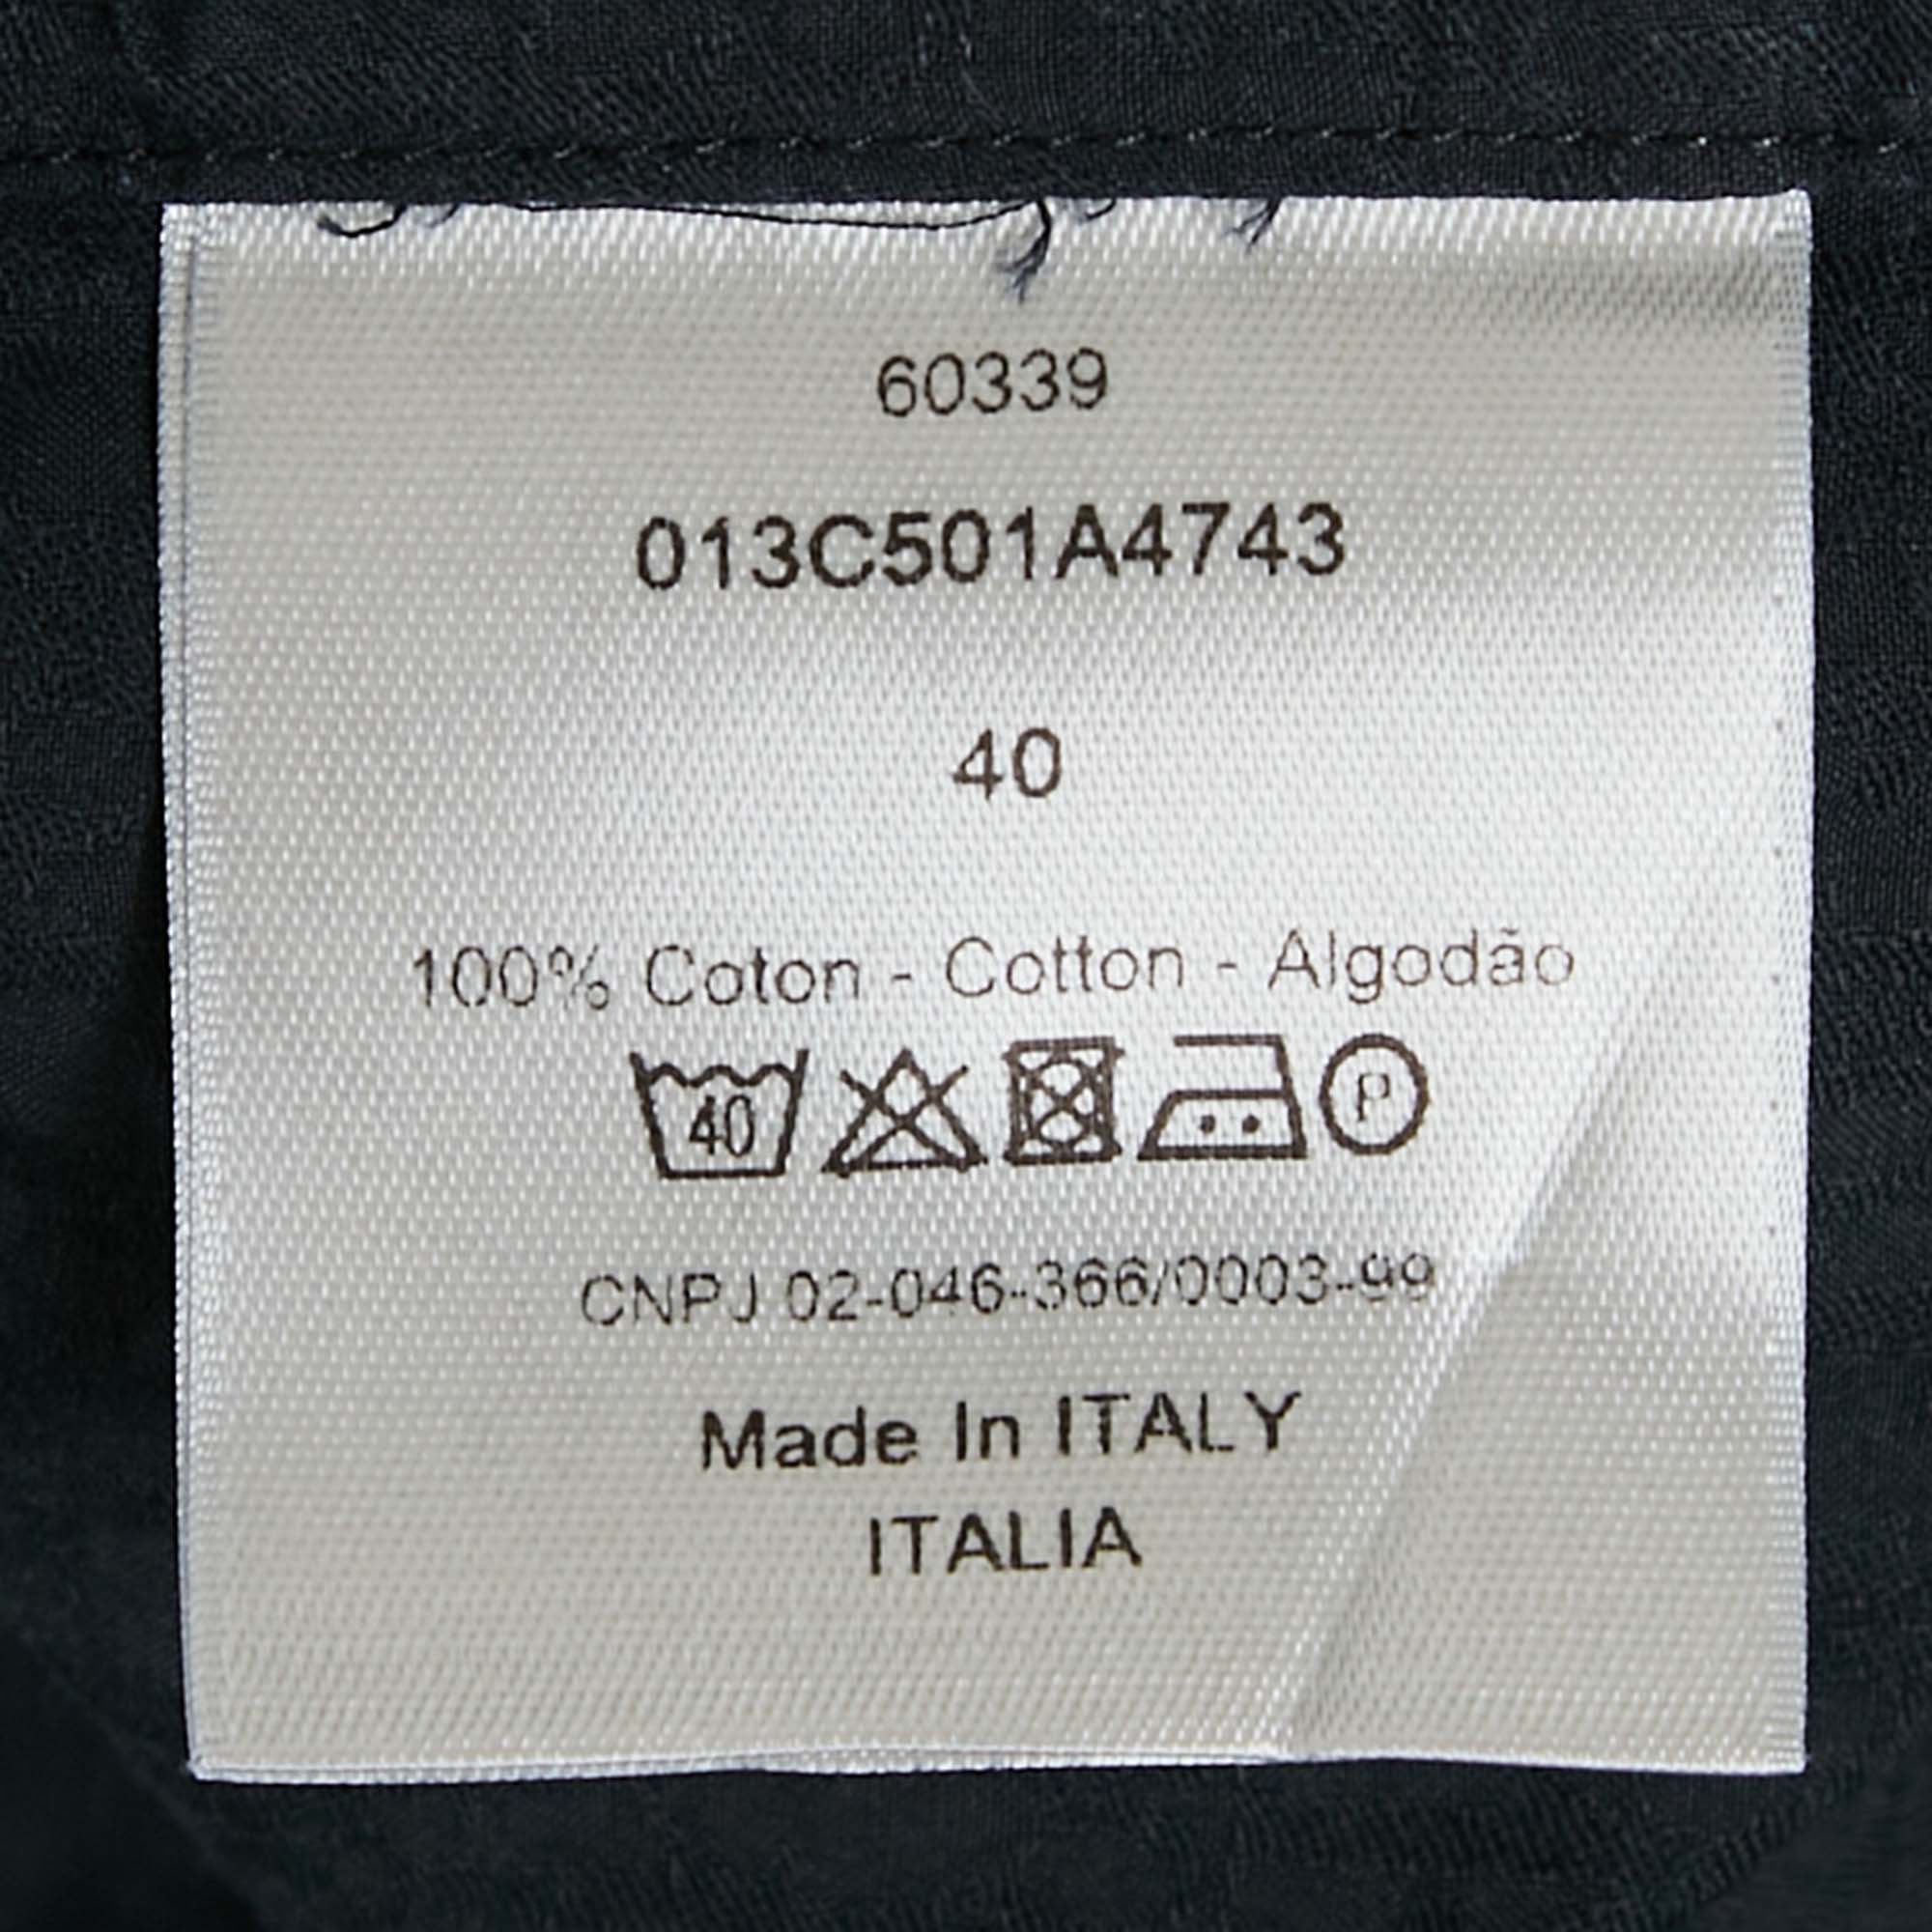 60339
013C501A4743
40
100% Coton - Cotton - Algodão
40 P
CNPJ 02-046-366/0003-99
Made In ITALY
ITALIA